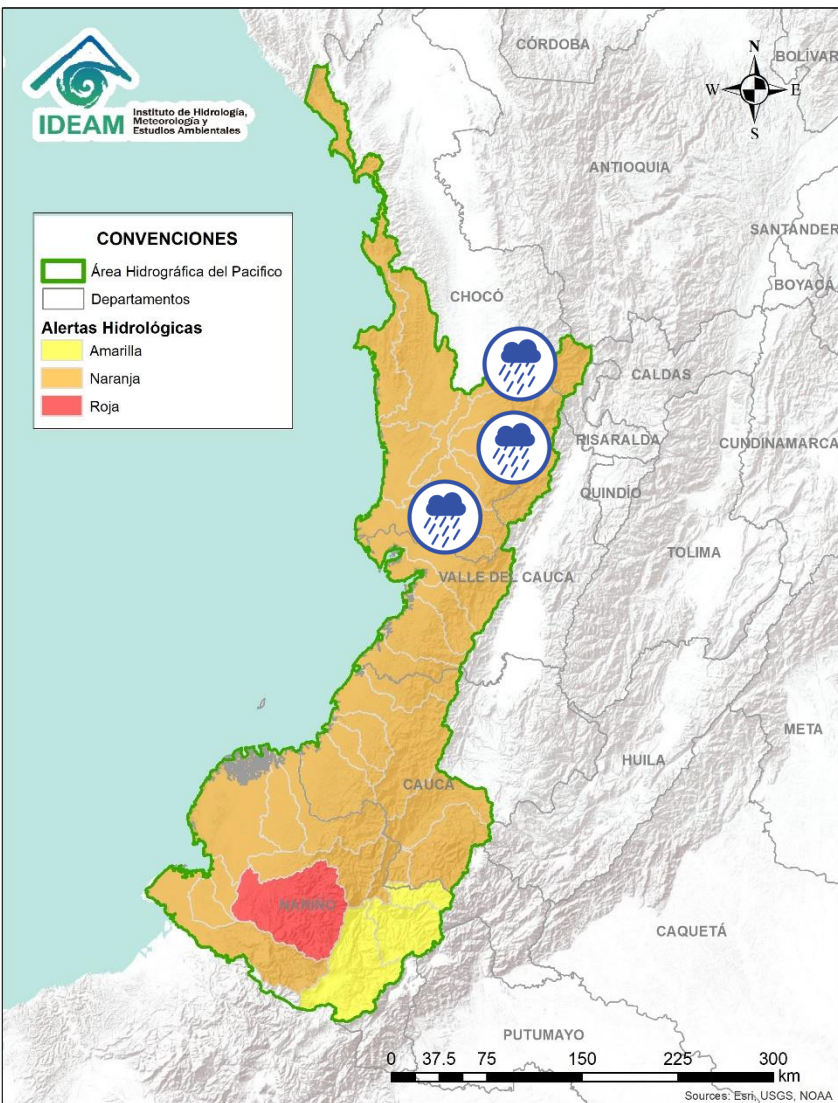 IDEAM
Instituto de Hidrología,
Meteorología y
Estudios Ambientales
CÓRDOBA
BOLÍVAR
N
W
E
S
ANTIOQUIA
SANTANDER
BOYACÁ
CONVENCIONES
Área Hidrográfica del Pacifico
Departamentos
Alertas Hidrológicas
Amarilla
Naranja
Roja
CHOCÓ
CALDAS
RISARALDA
CUNDINAMARCA
QUINDÍO
TOLIMA
VALLE DEL CAUCA
META
HUILA
CAUCA
NARIÑO
CAQUETÁ
PUTUMAYO
0 37.5 75 150 225 300
km
Sources: Esri, USGS, NOAA